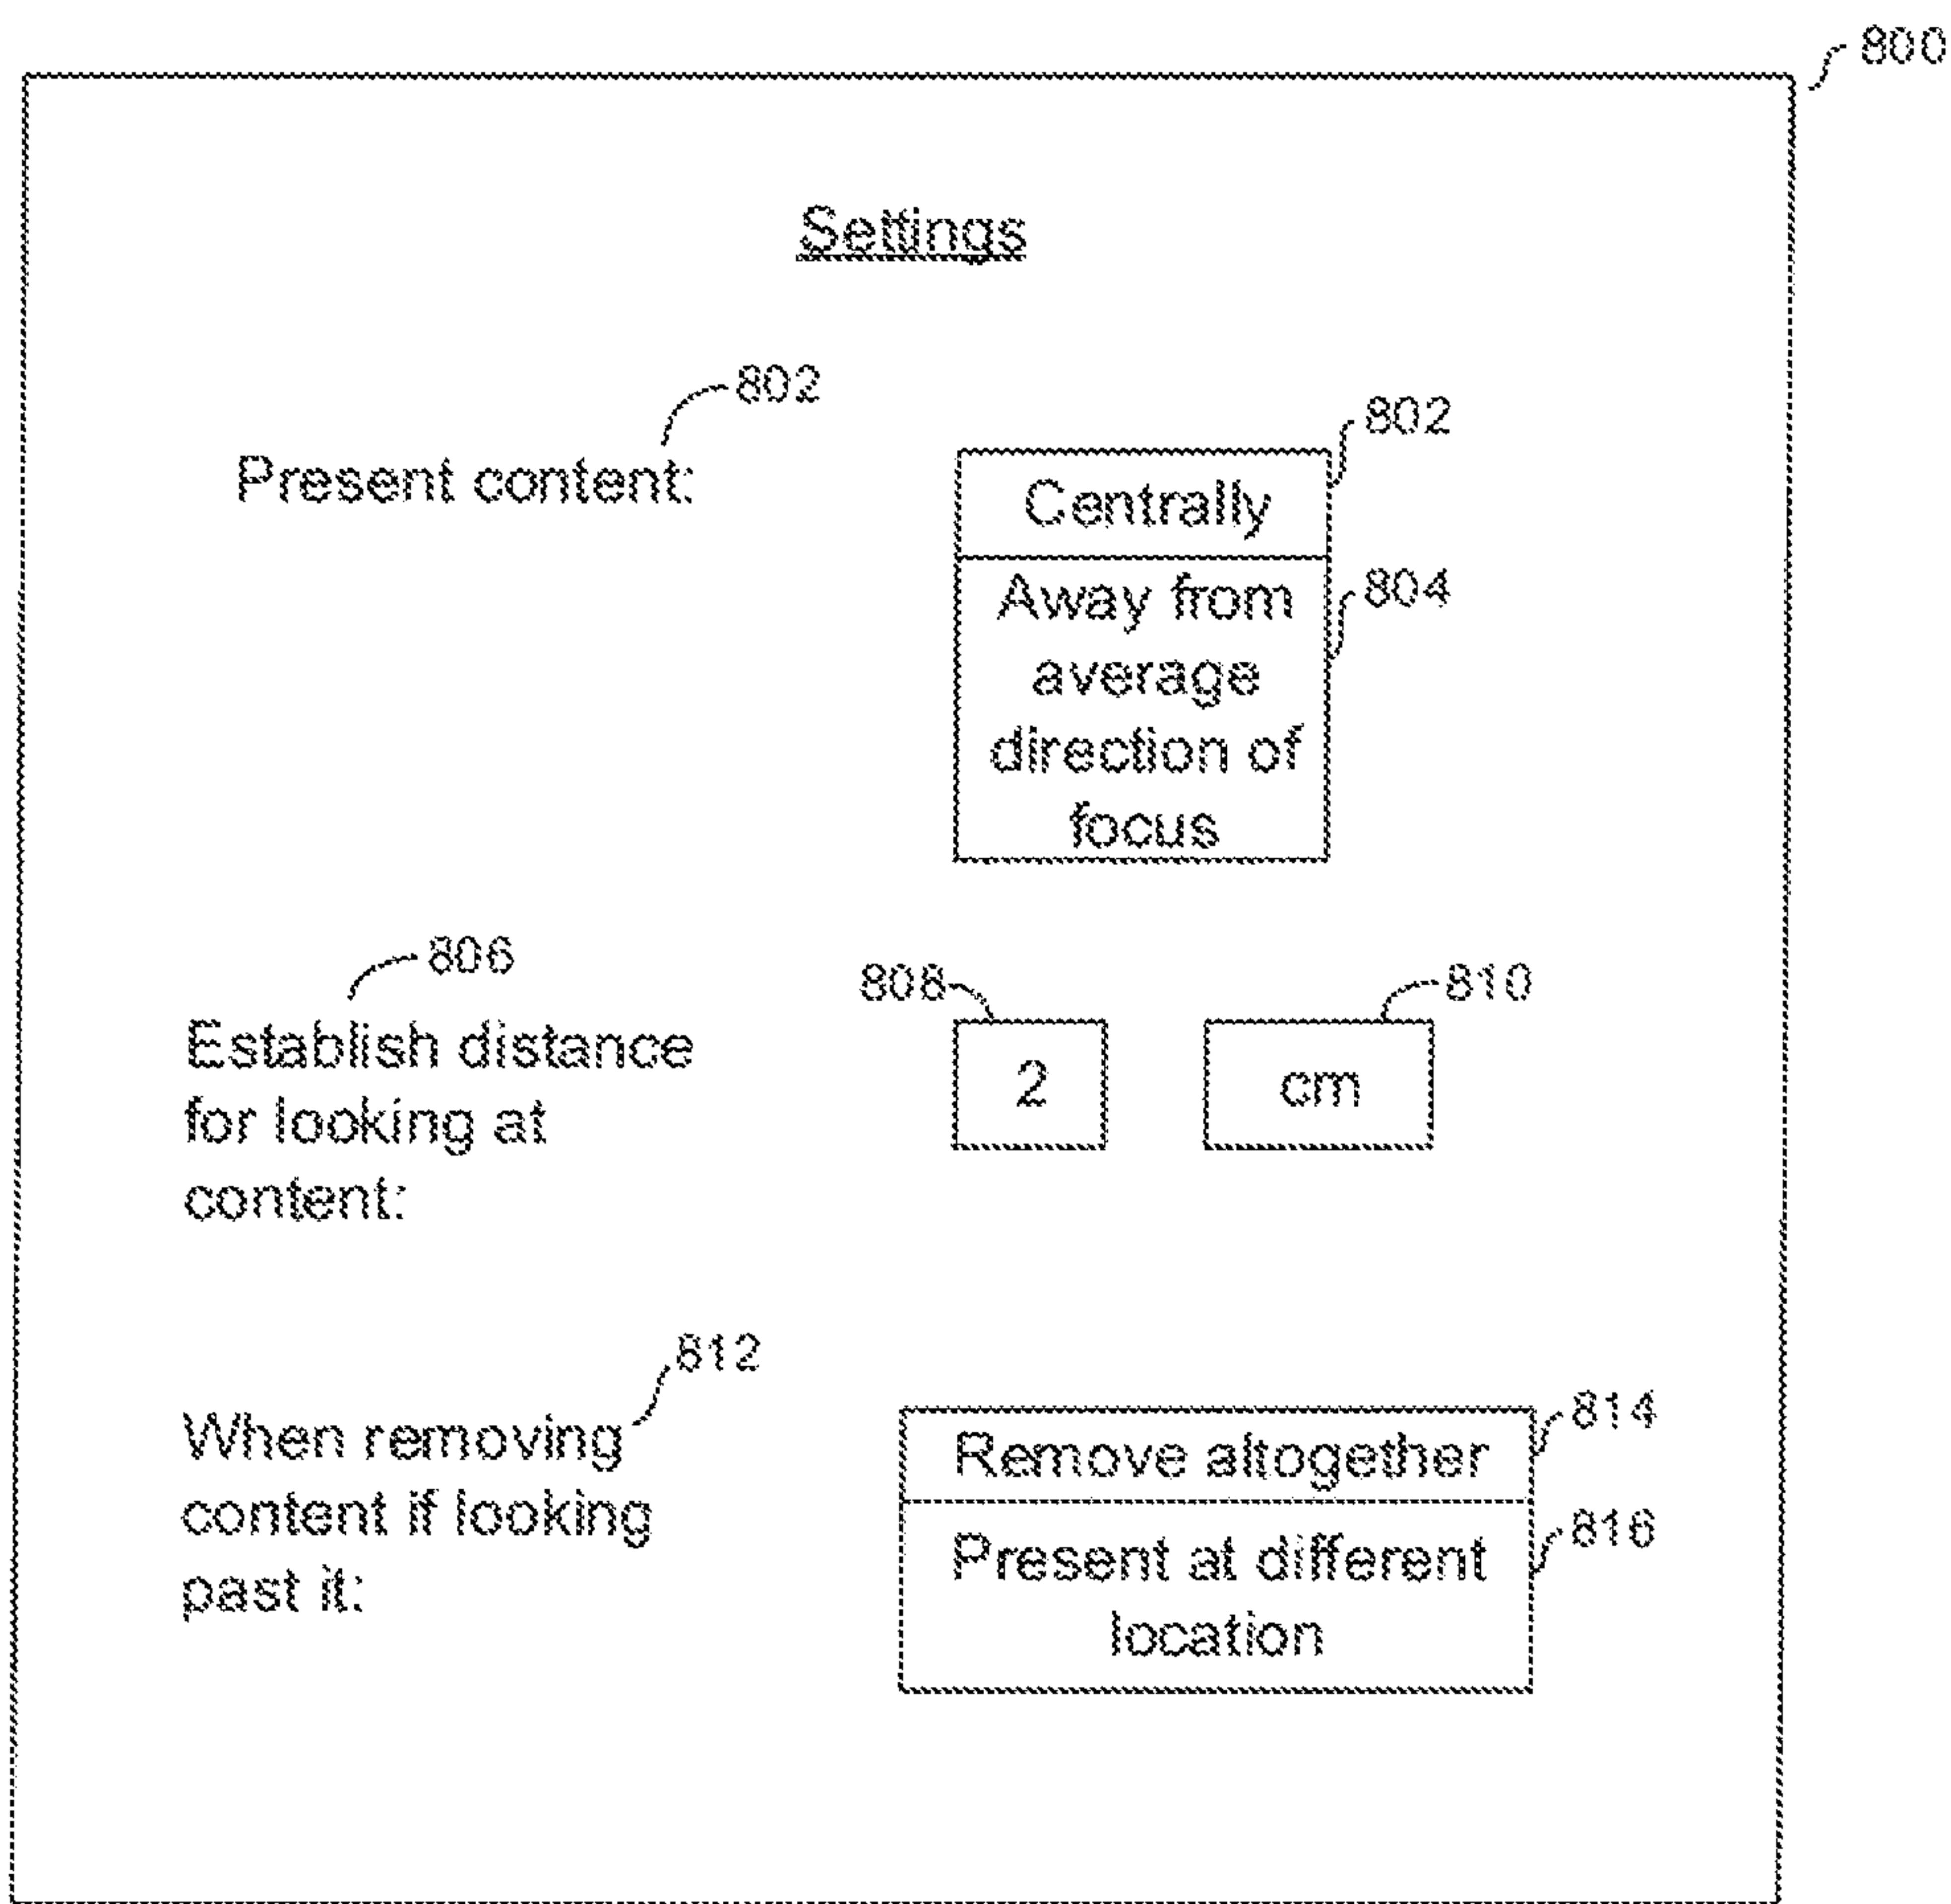 800
Settings
802
Present content:
802
Centrally
804
Away from
average
direction of
focus
806
Establish distance
for looking at
content:
808
2
810
cm
812
When removing
content if looking
past it:
814
Remove altogether
816
Present at different
location